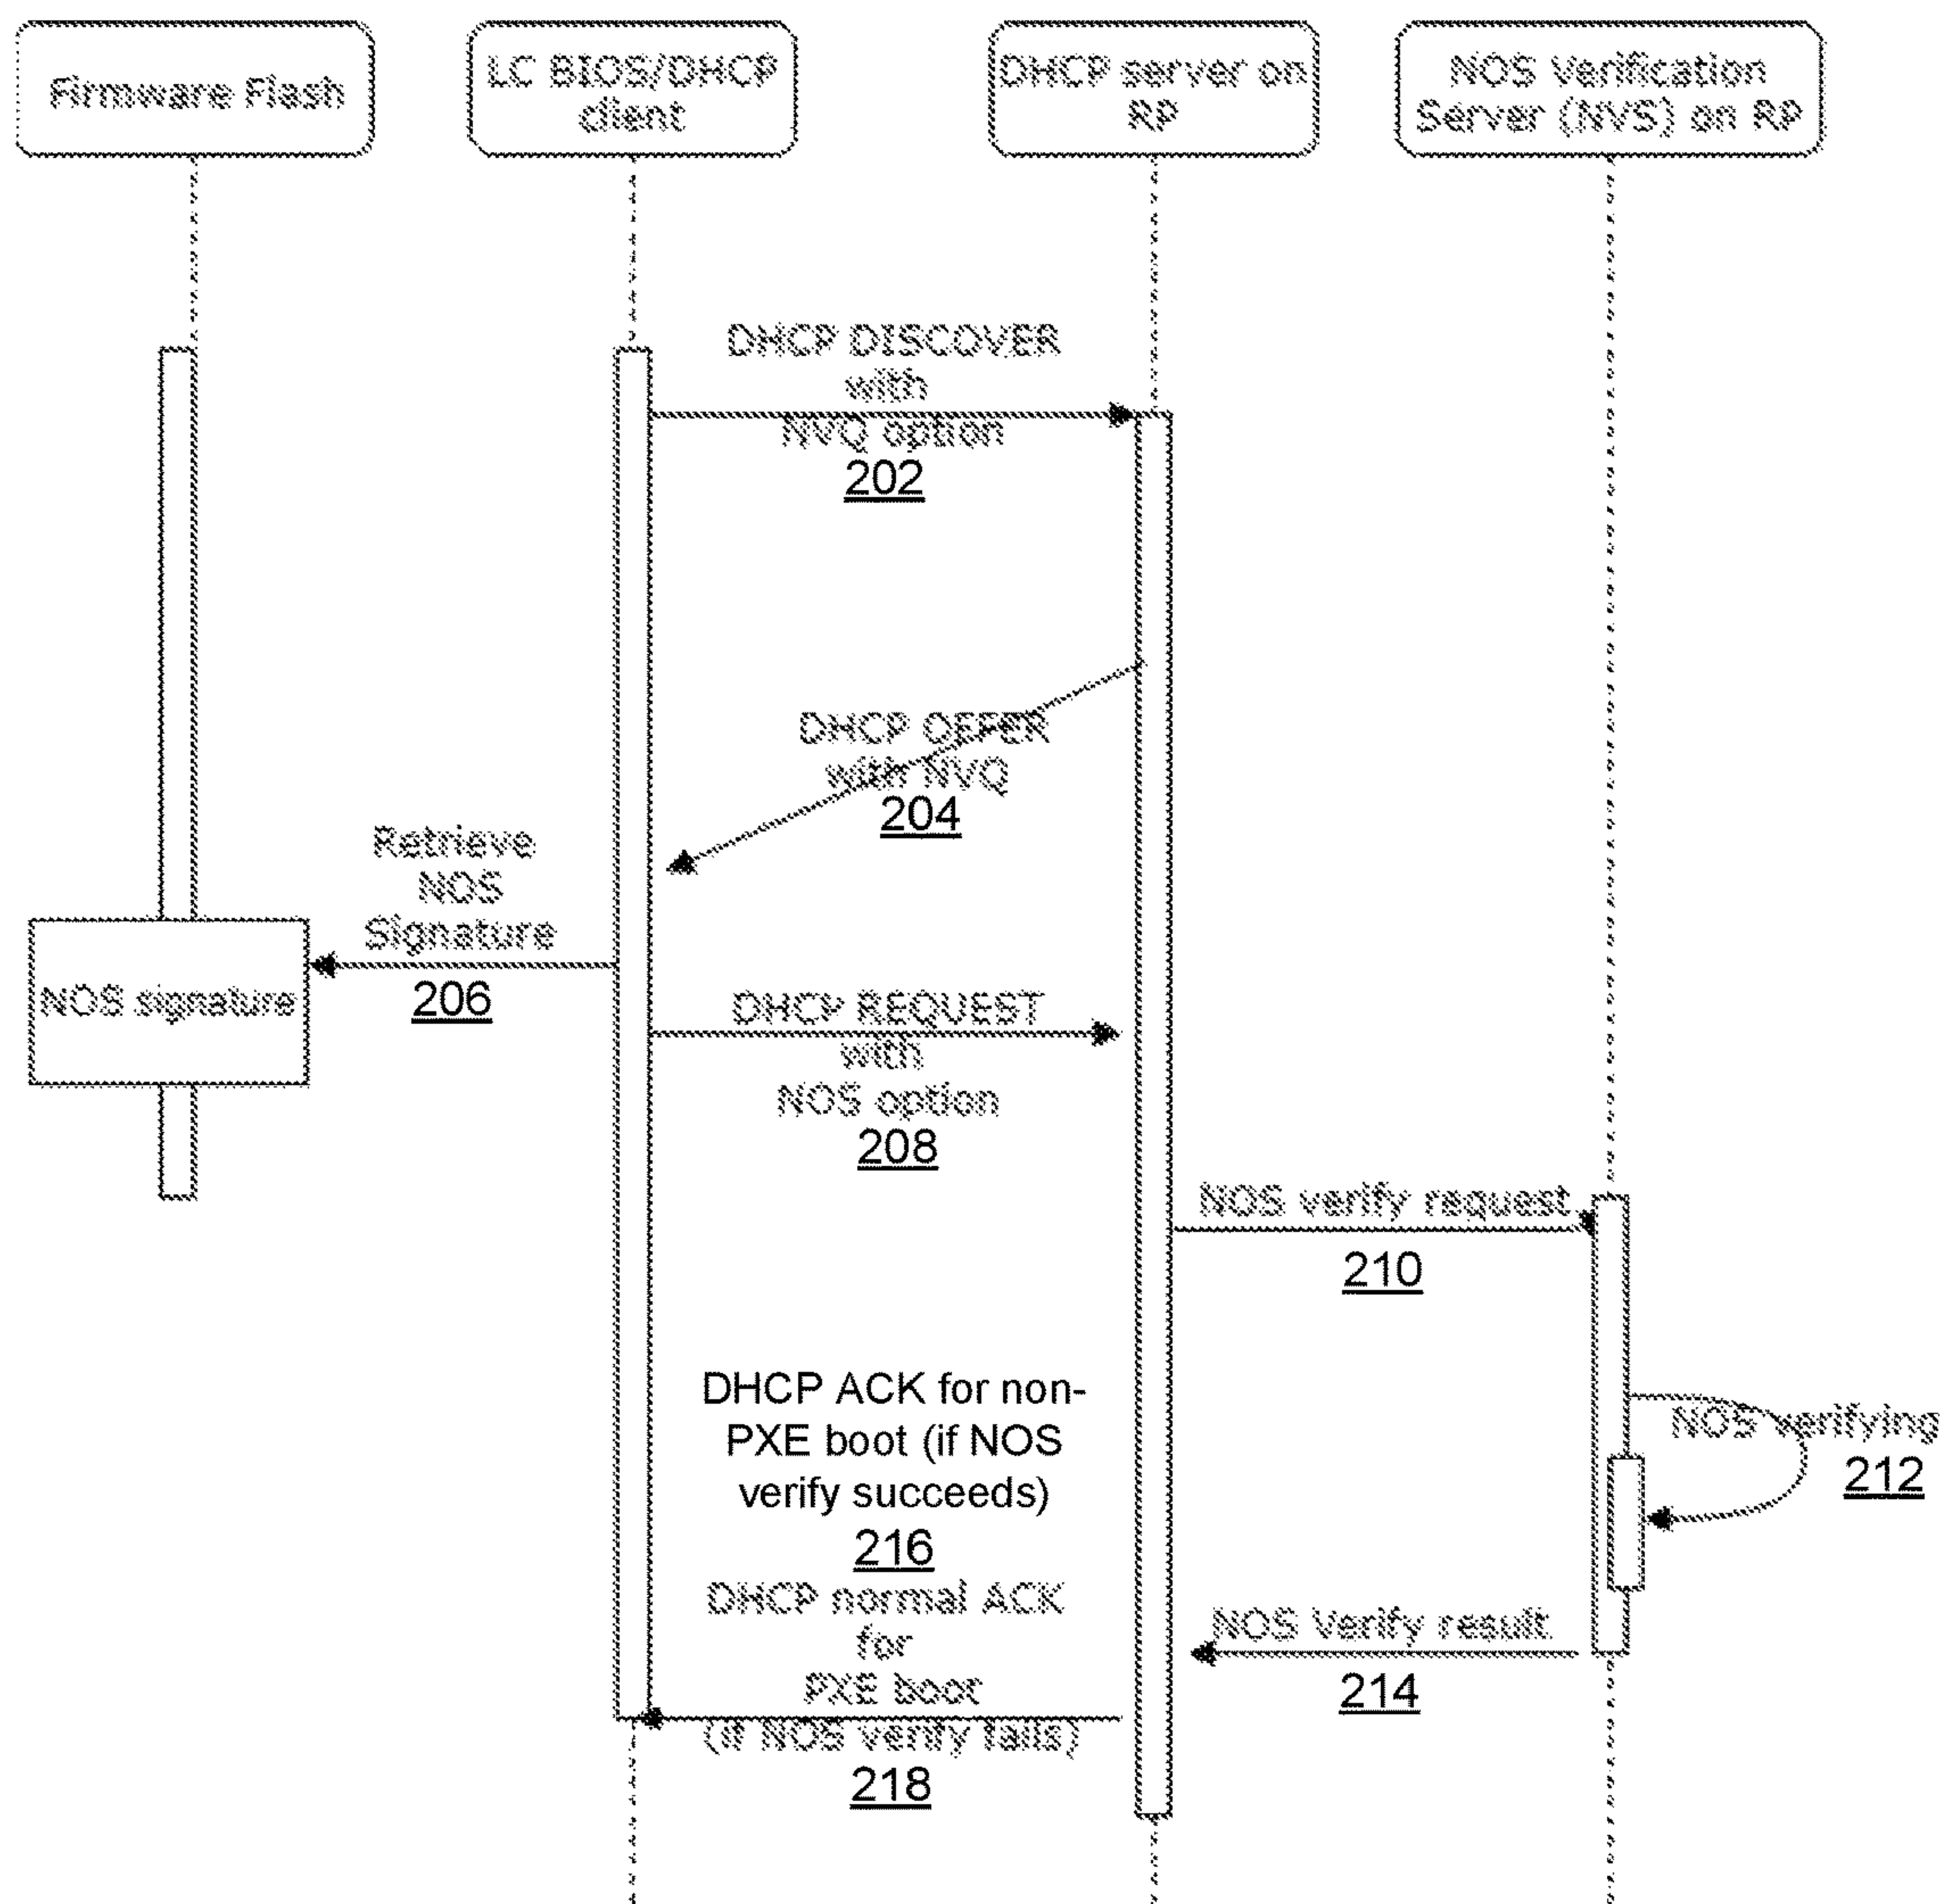 Firmware Flash
LC BIOS/DHCP
client
DHCP server on
RP
NOS Verification
Server (NVS) on RP
DHCP DISCOVER
with
NVQ option
202
DHCP OFFER
with NVQ
204
Retrieve
NOS
Signature
206
NOS signature
DHCP REQUEST
with
NOS option
208
NOS verify request
210
DHCP ACK for non-
PXE boot (if NOS
verify succeeds)
216
NOS verifying
212
DHCP normal ACK
for
PXE boot
(if NOS verify fails)
218
NOS Verify result
214